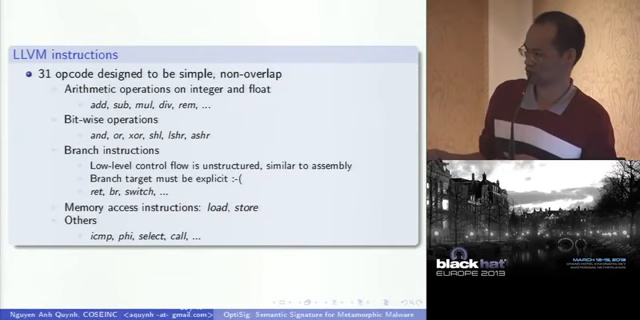 LLVM instructions
31 opcode designed to be simple, non-overlap
Arithmetic operations on integer and float
add, sub, mul, div, rem, ...
Bit-wise operations
and, or, xor, shl, lshr, ashr
Branch instructions
Low-level control flow is unstructured, similar to assembly
Branch target must be explicit :-(
ret, br, switch, ...
Memory access instructions: load, store
Others
icmp, phi, select, call, ...
Nguyen Anh Quynh, COSEINC <aquynh -at- gmail.com>
OptiSig: Semantic Signature for Metamorphic Malware
black hat
EUROPE 2013
MARCH 12-15, 2013